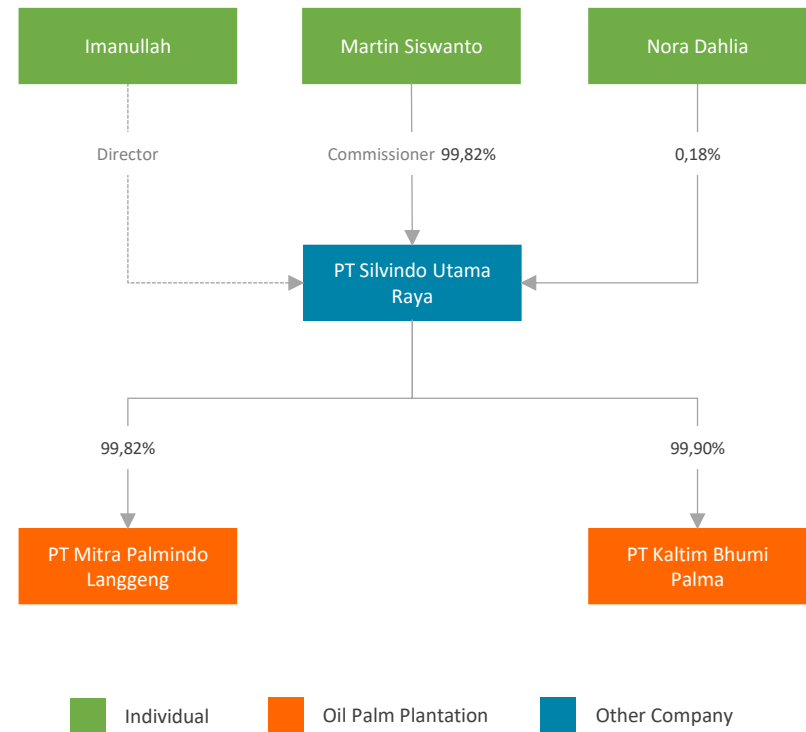 Imanullah
Martin Siswanto
Nora Dahlia
Director
Commissioner 99,82%
0,18%
PT Silvindo Utama
Raya
99,82%
99,90%
PT Mitra Palmindo
Langgeng
PT Kaltim Bhumi
Palma
Individual
Oil Palm Plantation
Other Company